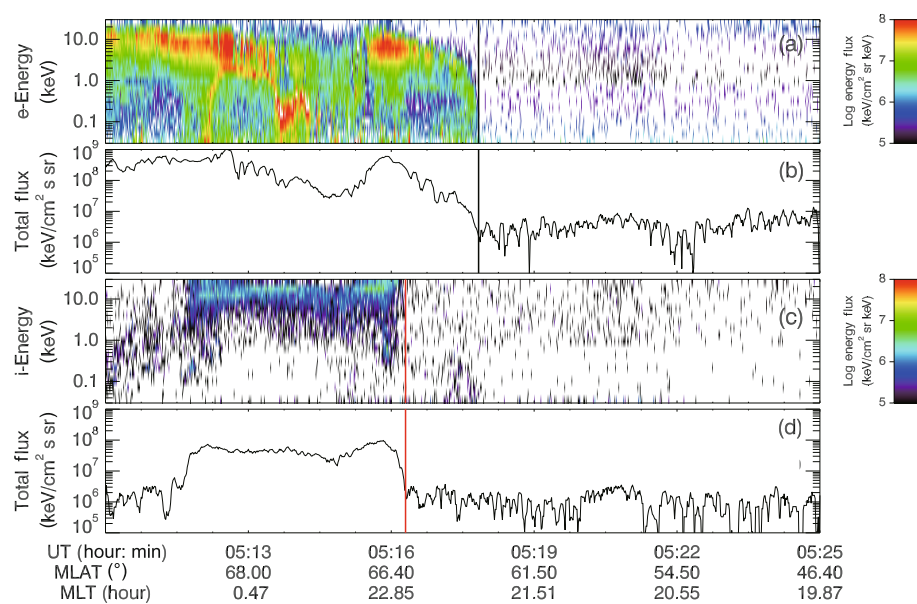 e-Energy
(keV)
10.0
1.0
0.1
(a)
8
7
6
5
Log energy flux
(keV/cm² sr keV)
Total flux
(keV/cm² s sr)
10⁹
10⁸
10⁷
10⁶
10⁵
(b)
i-Energy
(keV)
10.0
1.0
0.1
(c)
8
7
6
5
Log energy flux
(keV/cm² sr keV)
Total flux
(keV/cm² s sr)
10⁹
10⁸
10⁷
10⁶
10⁵
(d)
UT (hour: min) 05:13 05:16 05:19 05:22 05:25
MLAT (°) 68.00 66.40 61.50 54.50 46.40
MLT (hour) 0.47 22.85 21.51 20.55 19.87